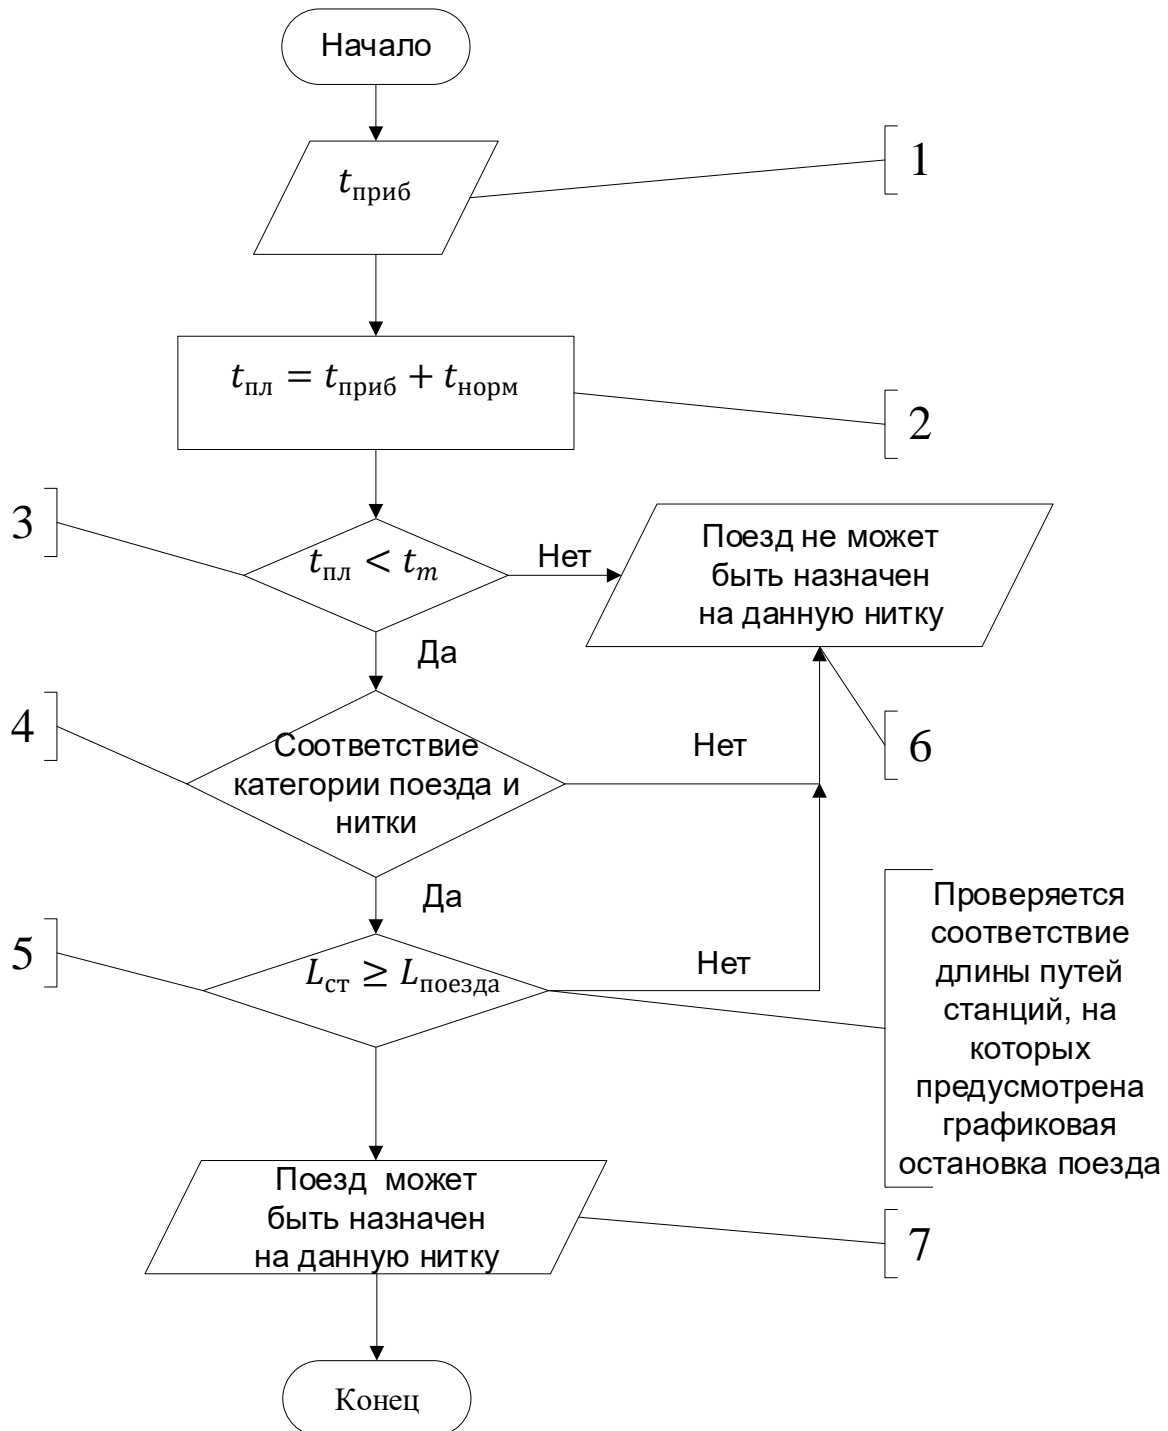 Начало
1
t_приб
2
t_пл = t_приб + t_норм
3
t_пл < t_m
Нет
Поезд не может
быть назначен
на данную нитку
Да
4
Соответствие
категории поезда и
нитки
Нет
6
Да
5
L_ст ≥ L_поезда
Нет
Проверяется
соответствие
длины путей
станций, на
которых
предусмотрена
графиковая
остановка поезда
Поезд может
быть назначен
на данную нитку
7
Конец